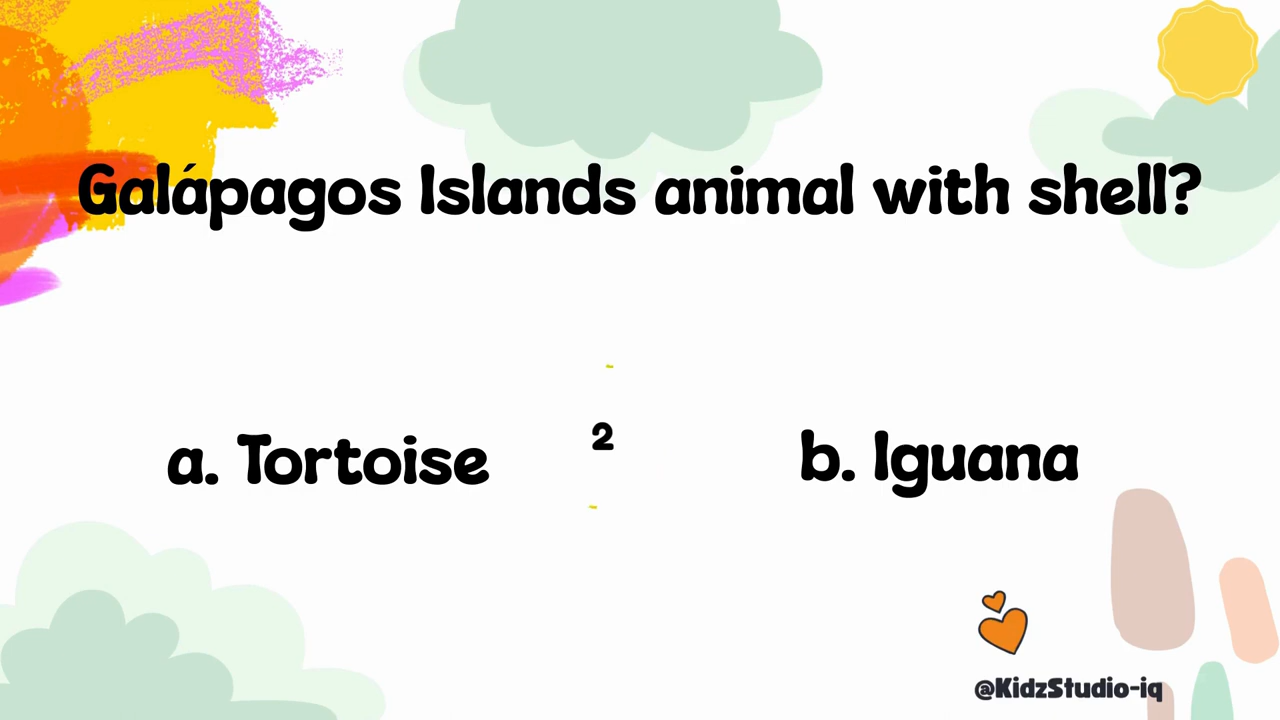 Galápagos Islands animal with shell?
a. Tortoise
2
b. Iguana
@KidzStudio-iq